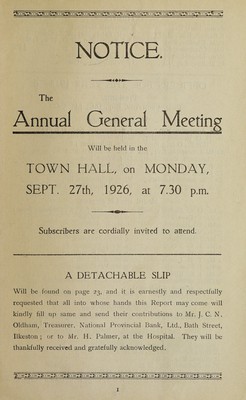 NOTICE.
The
Annual General Meeting
Will be held in the
TOWN HALL, on MONDAY,
SEPT. 27th, 1926, at 7.30 p.m.
Subscribers are cordially invited to attend.
A DETACHABLE SLIP
Will be found on page 23, and it is earnestly and respectfully
requested that all into whose hands this Report may come will
kindly fill up same and send their contributions to Mr. J. C. N.
Oldham, Treasurer, National Provincial Bank, Ltd., Bath Street,
Ilkeston; or to Mr. H. Palmer, at the Hospital. They will be
thankfully received and gratefully acknowledged.
1